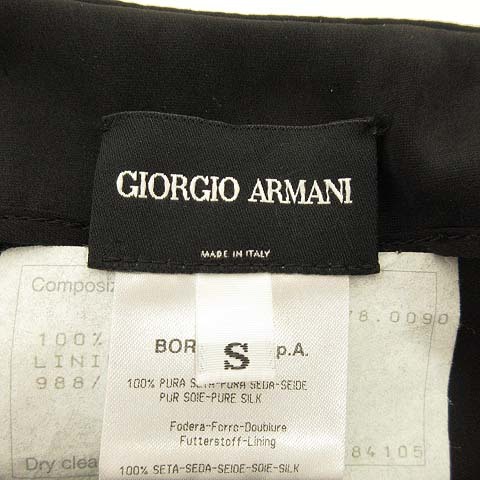 GIORGIO ARMANI
MADE IN ITALY
Composiz
78.0090
100%
LINI
988/
BOR
p.A.
S
100% PURA SETA-PURA SEDA-SEIDE
PUR SOIE-PURE SILK
Fodera-Forro-Doublure
Futterstoff-Lining
84105
Dry clea
100% SETA-SEDA-SEIDE-SOIE-SILK